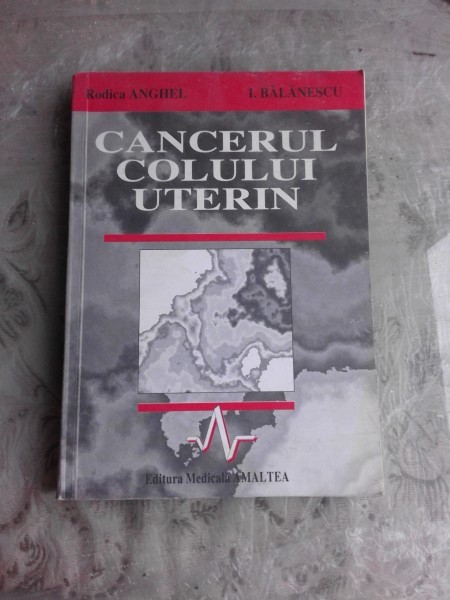 Rodica ANGHEL I. BĂLĂNESCU
CANCERUL
COLULUI
UTERIN
Editura Medicală AMALTEA